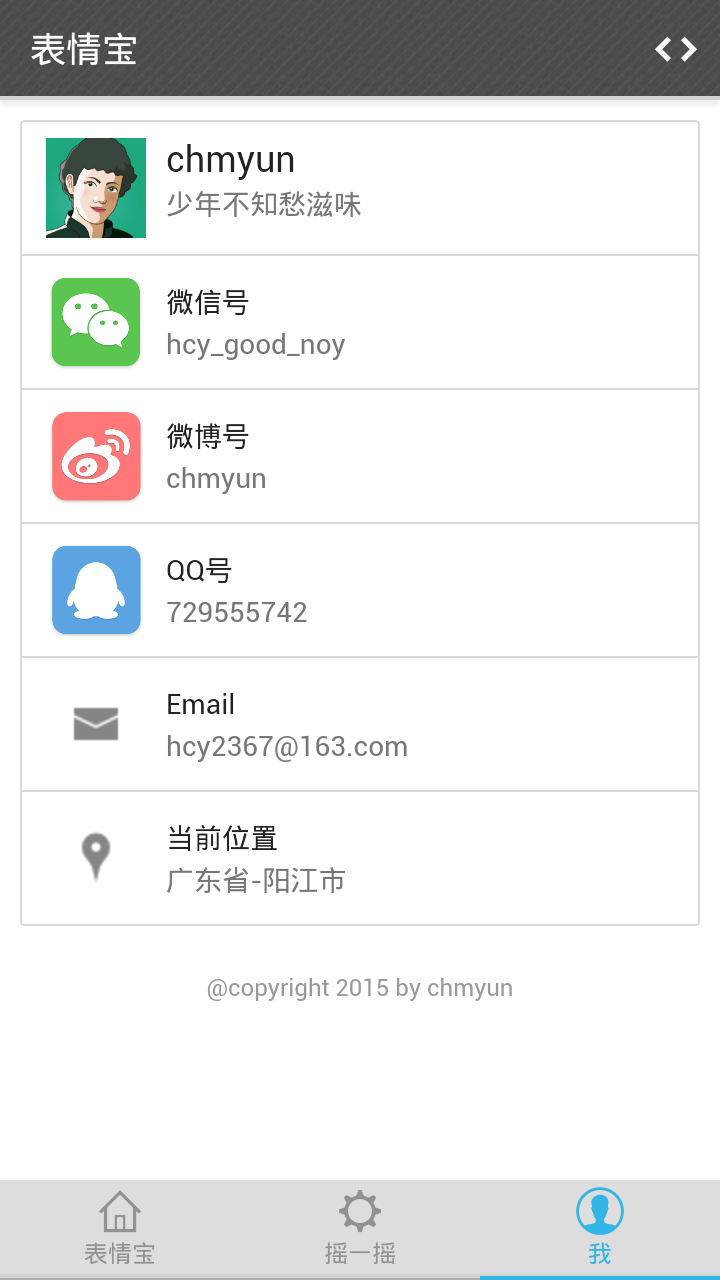 表情宝
chmyun
少年不知愁滋味
微信号
hcy_good_noy
微博号
chmyun
QQ号
729555742
Email
hcy2367@163.com
当前位置
广东省-阳江市
@copyright 2015 by chmyun
表情宝
摇一摇
我